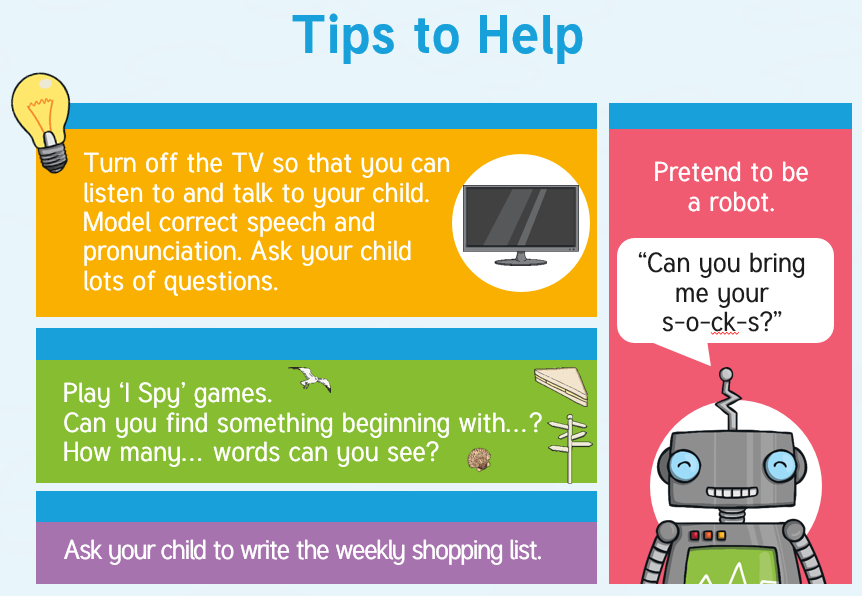 Tips to Help
Turn off the TV so that you can
listen to and talk to your child.
Model correct speech and
pronunciation. Ask your child
lots of questions.
Play ‘I Spy’ games.
Can you find something beginning with...?
How many... words can you see?
Ask your child to write the weekly shopping list.
Pretend to be
a robot.
“Can you bring
me your
s-o-ck-s?”